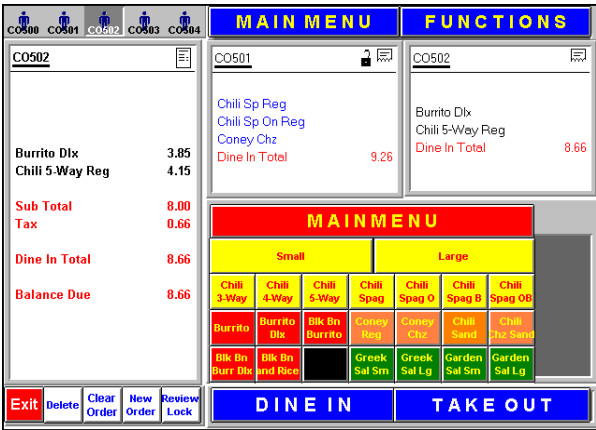 CO500 CO501 CO502 CO503 CO504
MAIN MENU
FUNCTIONS
CO502
Burrito Dlx 3.85
Chili 5-Way Reg 4.15
Sub Total 8.00
Tax 0.66
Dine In Total 8.66
Balance Due 8.66
CO501
Chili Sp Reg
Chili Sp On Reg
Coney Chz
Dine In Total 9.26
CO502
Burrito Dlx
Chili 5-Way Reg
Dine In Total 8.66
MAINMENU
Small Large
Chili Chili Chili Chili Chili Chili Chili
3-Way 4-Way 5-Way Spag Spag O Spag B Spag OB
Burrito Burrito Blk Bn Coney Coney Chili Chili
Dlx Burrito Reg Chz Sand Chz Sand
Blk Bn Blk Bn Greek Greek Garden Garden
Burr Dlx and Rice Sal Sm Sal Lg Sal Sm Sal Lg
Exit Delete Clear Order New Order Review Lock
DINE IN
TAKE OUT